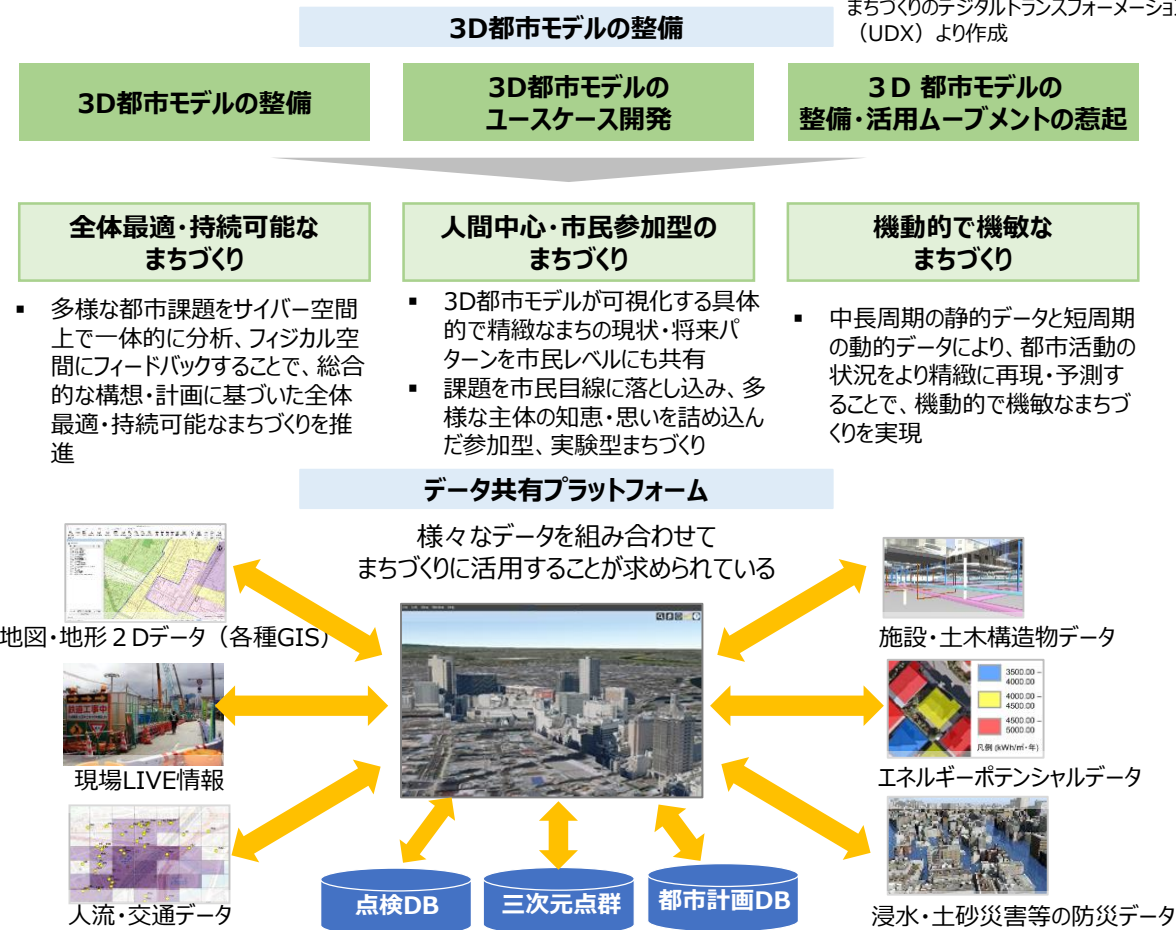 まちづくりのデジタルトランスフォーメーション
（UDX）より作成
3D都市モデルの整備
3D都市モデルの整備
3D都市モデルの
ユースケース開発
３Ｄ 都市モデルの
整備・活用ムーブメントの惹起
全体最適・持続可能な
まちづくり
人間中心・市民参加型の
まちづくり
機動的で機敏な
まちづくり
▪ 多様な都市課題をサイバー空間
上で一体的に分析、フィジカル空
間にフィードバックすることで、総合
的な構想・計画に基づいた全体
最適・持続可能なまちづくりを推
進
▪ 3D都市モデルが可視化する具体
的で精緻なまちの現状・将来パ
ターンを市民レベルにも共有
▪ 課題を市民目線に落とし込み、多
様な主体の知恵・思いを詰め込ん
だ参加型、実験型まちづくり
▪ 中長周期の静的データと短周期
の動的データにより、都市活動の
状況をより精緻に再現・予測す
ることで、機動的で機敏なまちづ
くりを実現
データ共有プラットフォーム
様々なデータを組み合わせて
まちづくりに活用することが求められている
地図・地形２Dデータ（各種GIS）
鉄道工事中
現場LIVE情報
人流・交通データ
施設・土木構造物データ
3500.00 ~
4000.00
4000.00 ~
4500.00
4500.00 ~
5000.00
凡例 (kWh/㎡・年)
エネルギーポテンシャルデータ
浸水・土砂災害等の防災データ
点検DB
三次元点群
都市計画DB